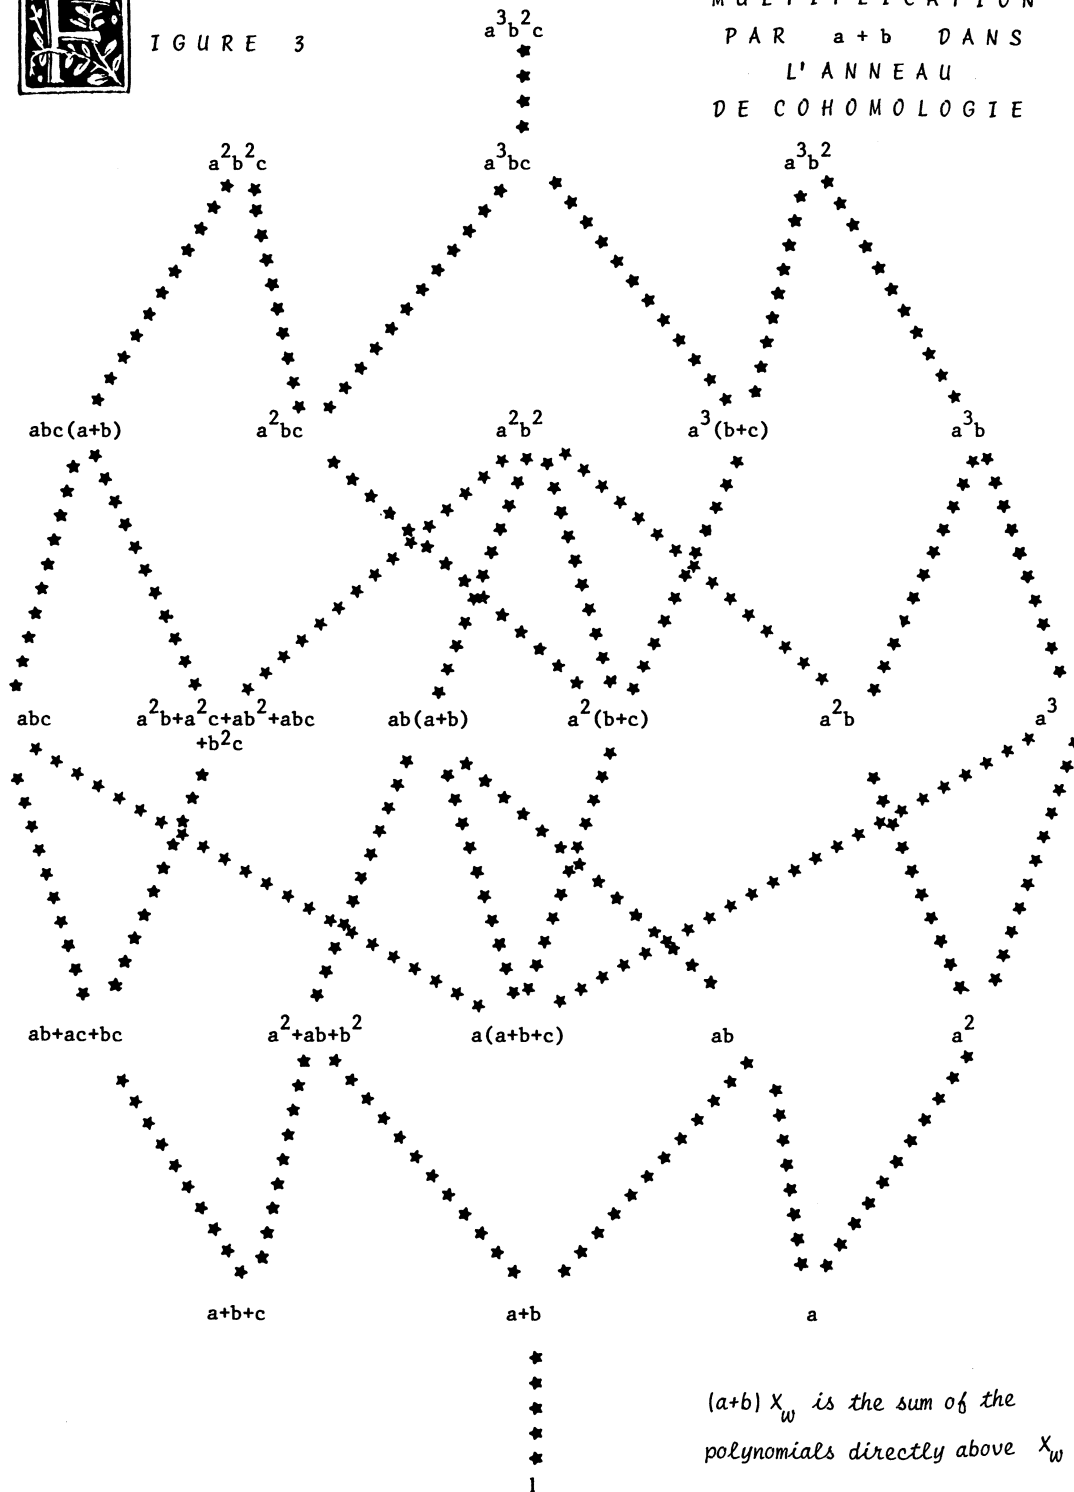 FIGURE 3
MULTIPLICATION
PAR a+b DANS
L'ANNEAU
DE COHOMOLOGIE
a³b²c
a²b²c a³bc a³b²
abc(a+b) a²bc a²b² a³(b+c) a³b
abc a²b+a²c+ab²+abc ab(a+b) a²(b+c) a²b a³
+b²c
ab+ac+bc a²+ab+b² a(a+b+c) ab a²
a+b+c a+b a
1
(a+b) X_w is the sum of the
polynomials directly above X_w